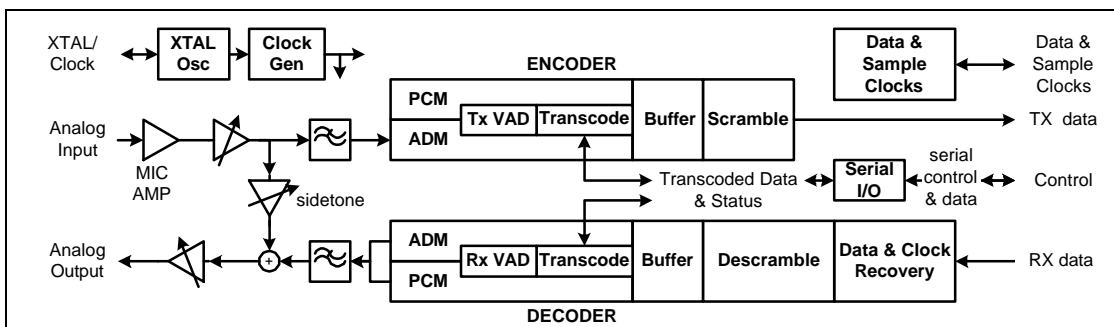 XTAL/
Clock
XTAL
Osc
Clock
Gen
ENCODER
Data &
Sample
Clocks
Data &
Sample
Clocks
Analog
Input
MIC
AMP
PCM
ADM
Tx VAD
Transcode
Buffer
Scramble
TX data
sidetone
Transcoded Data
& Status
Serial
I/O
serial
control
& data
Control
Analog
Output
+
ADM
PCM
Rx VAD
Transcode
Buffer
Descramble
Data & Clock
Recovery
RX data
DECODER